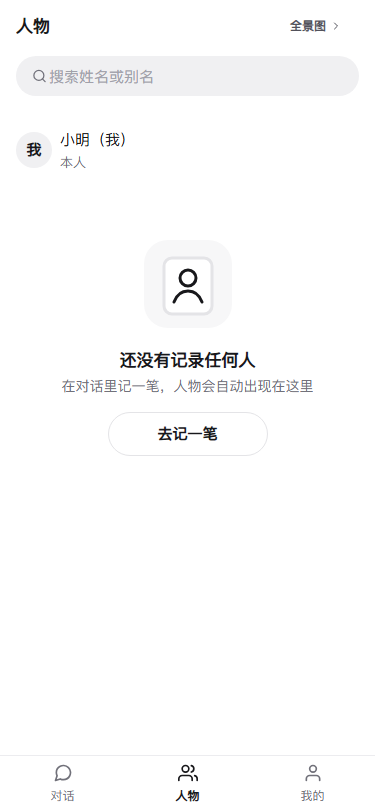 人物
全景图
搜索姓名或别名
我
小明（我）
本人
还没有记录任何人
在对话里记一笔，人物会自动出现在这里
去记一笔
对话
人物
我的